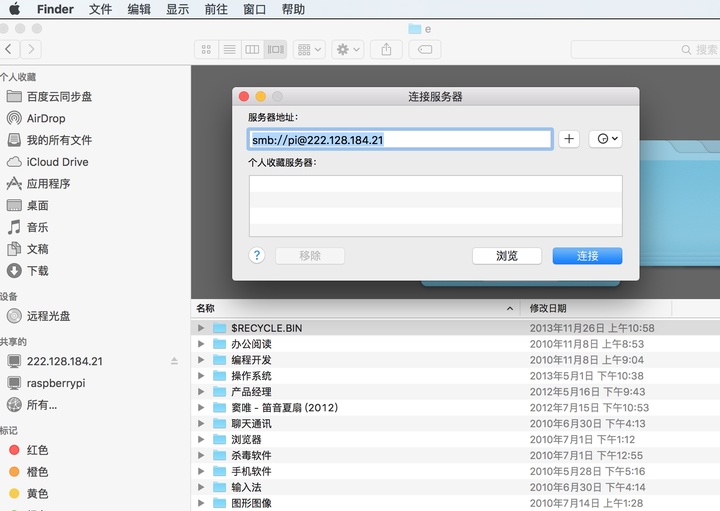 Finder 文件 编辑 显示 前往 窗口 帮助
e
搜索
个人收藏
百度云同步盘
AirDrop
我的所有文件
iCloud Drive
应用程序
桌面
音乐
文稿
下载
设备
远程光盘
共享的
222.128.184.21
raspberrypi
所有...
标记
红色
橙色
黄色
连接服务器
服务器地址:
smb://pi@222.128.184.21
个人收藏服务器:
? 移除 浏览 连接
名称 修改日期
$RECYCLE.BIN 2013年11月26日 上午10:58
办公阅读 2010年11月8日 上午8:53
编程开发 2010年11月8日 上午9:04
操作系统 2013年5月1日 下午10:38
产品经理 2012年5月16日 下午9:43
窦唯 - 笛音夏扇 (2012) 2012年7月15日 下午10:53
聊天通讯 2010年6月30日 下午4:13
浏览器 2010年7月1日 下午1:12
杀毒软件 2010年7月1日 下午12:55
手机软件 2010年5月28日 下午5:16
输入法 2010年6月30日 下午4:14
图形图像 2010年7月14日 上午1:28